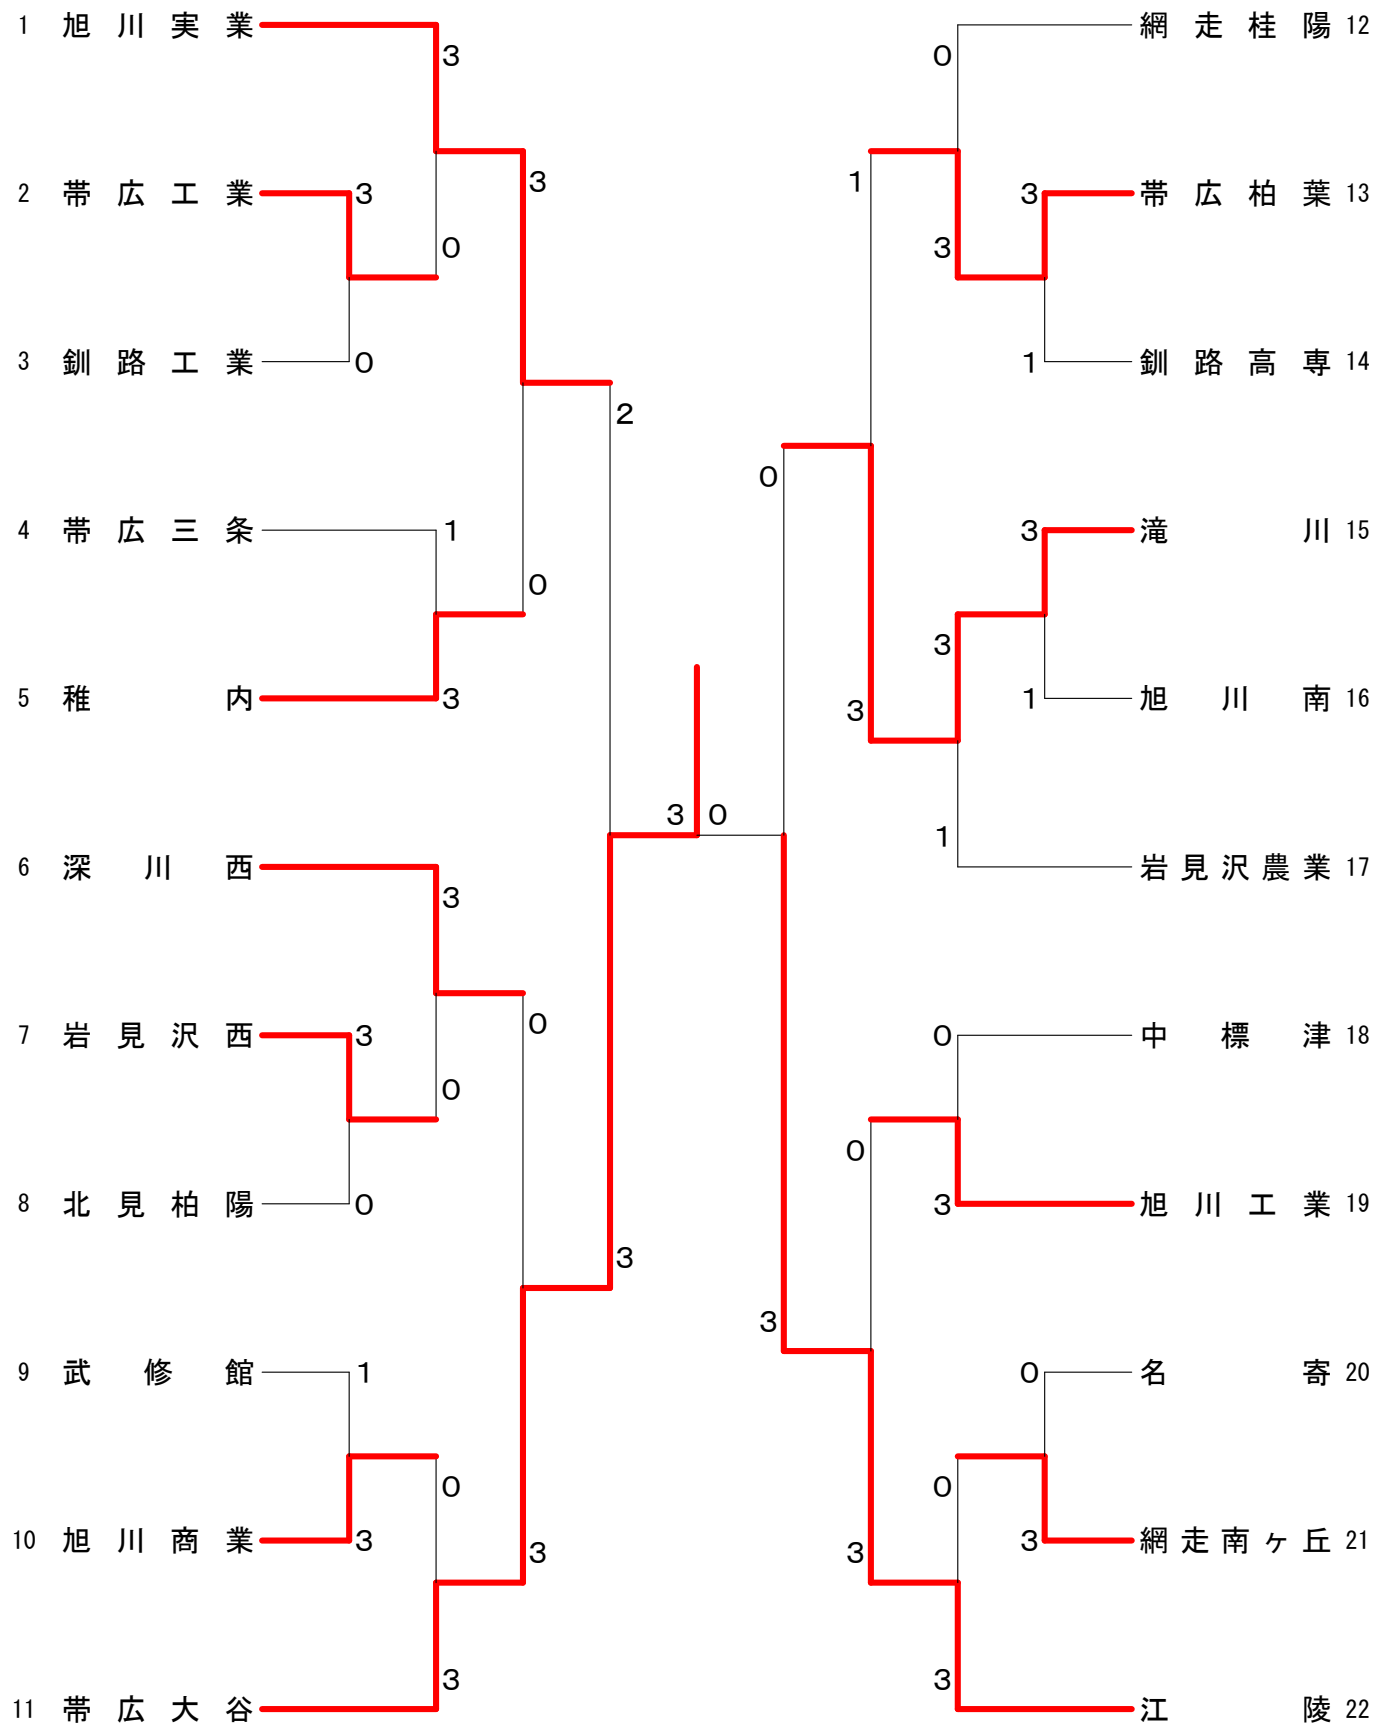 1 旭川実業
3
2 帯広工業
3
3
0
3 釧路工業
0
2
4 帯広三条
1
0
5 稚内
3
3 0
6 深川西
3
0
7 岩見沢西
3
0
8 北見柏陽
0
3
9 武修館
1
0
10 旭川商業
3
3
11 帯広大谷
3
網走桂陽 12
0
1
3
帯広柏葉 13
3
1
釧路高専 14
0
3
滝川 15
3
1
旭川南 16
3
1
岩見沢農業 17
0
中標津 18
0
3
旭川工業 19
3
0
名寄 20
0
3
網走南ヶ丘 21
3
3
江陵 22